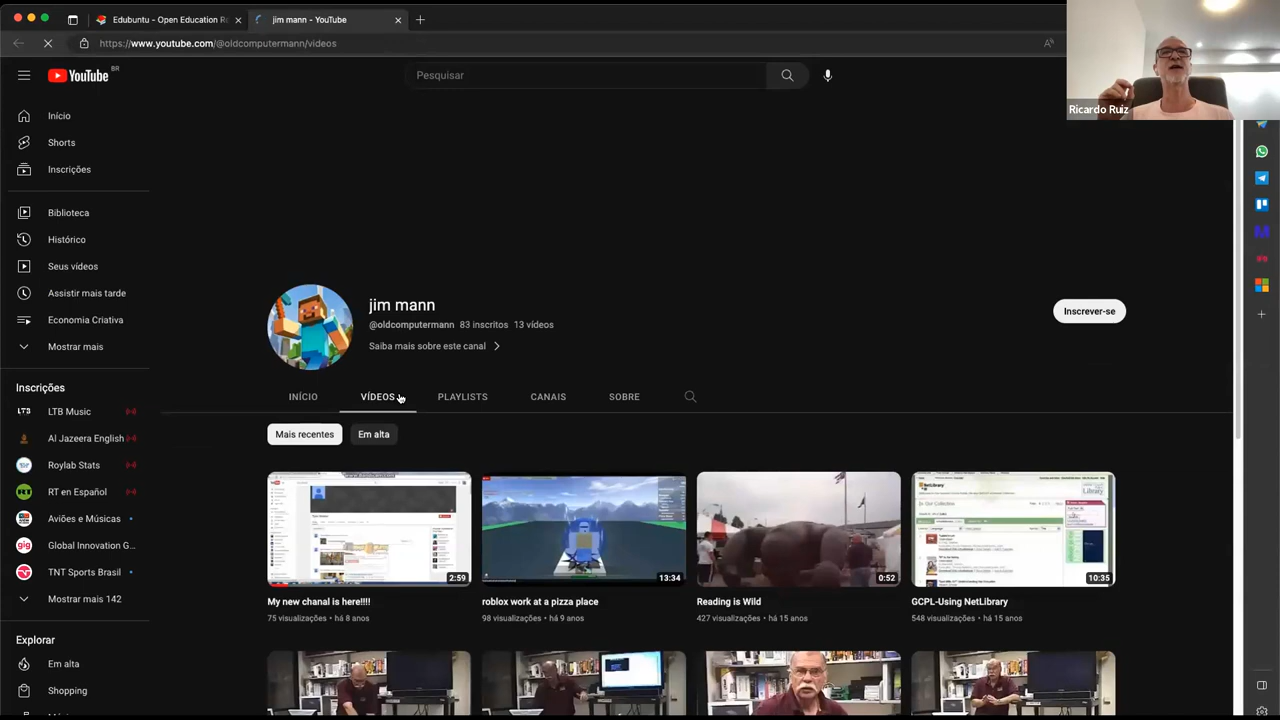 Edubuntu - Open Education Re
jim mann - YouTube
https://www.youtube.com/@oldcomputermann/videos
YouTube BR
Pesquisar
Ricardo Ruiz
Início
Shorts
Inscrições
Biblioteca
Histórico
Seus vídeos
Assistir mais tarde
Economia Criativa
Mostrar mais
Inscrições
LTB Music
Al Jazeera English
Roylab Stats
RT en Español
Aviões e Músicas
Global Innovation G...
TNT Sports Brasil
Mostrar mais 142
Explorar
Em alta
Shopping
jim mann
@oldcomputermann 83 inscritos 13 vídeos
Saiba mais sobre este canal
Inscrever-se
INÍCIO VÍDEOS PLAYLISTS CANAIS SOBRE
Mais recentes Em alta
13:34
0:52
10:35
My new chanal is here!!!!
75 visualizações • há 8 anos
roblox work at a pizza place
98 visualizações • há 9 anos
Reading is Wild
427 visualizações • há 15 anos
GCPL-Using NetLibrary
548 visualizações • há 15 anos